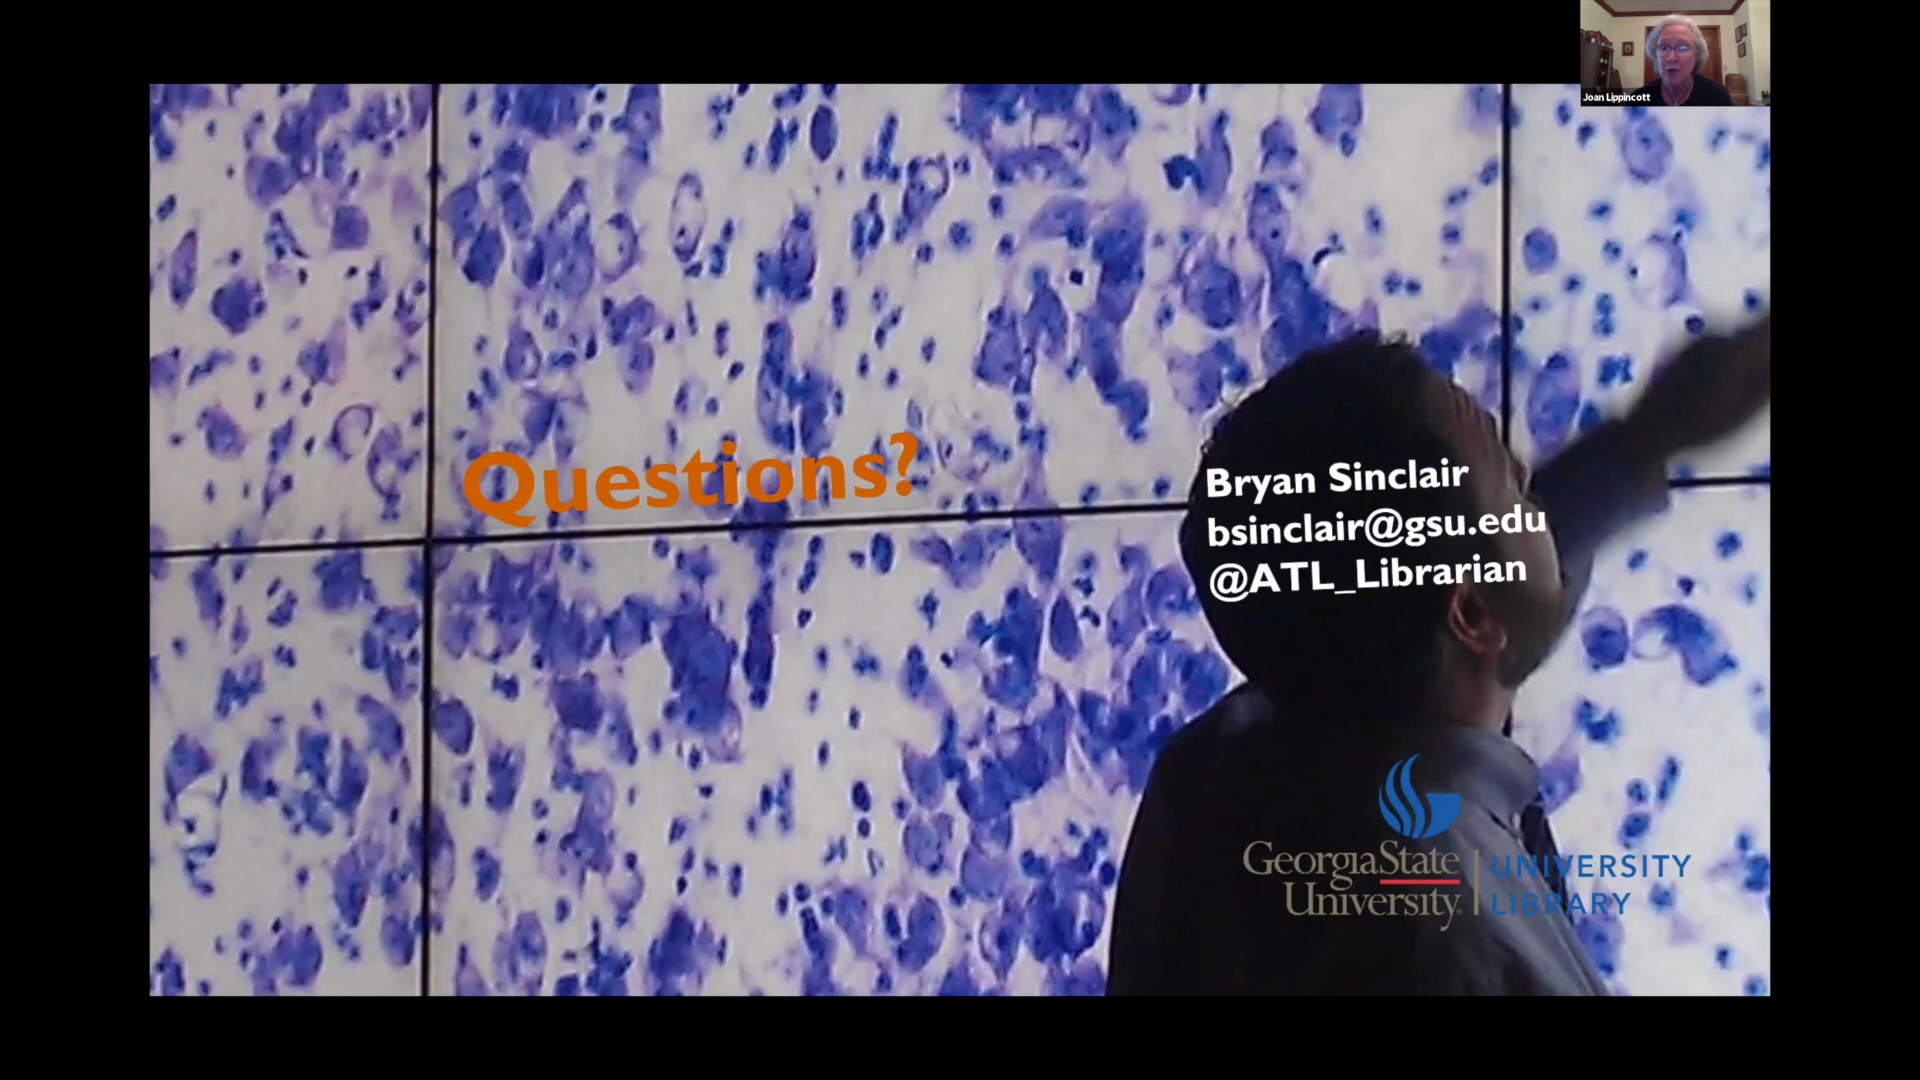 Joan Lippincott
Questions?
Bryan Sinclair
bsinclair@gsu.edu
@ATL_Librarian
GeorgiaState
University
UNIVERSITY
LIBRARY